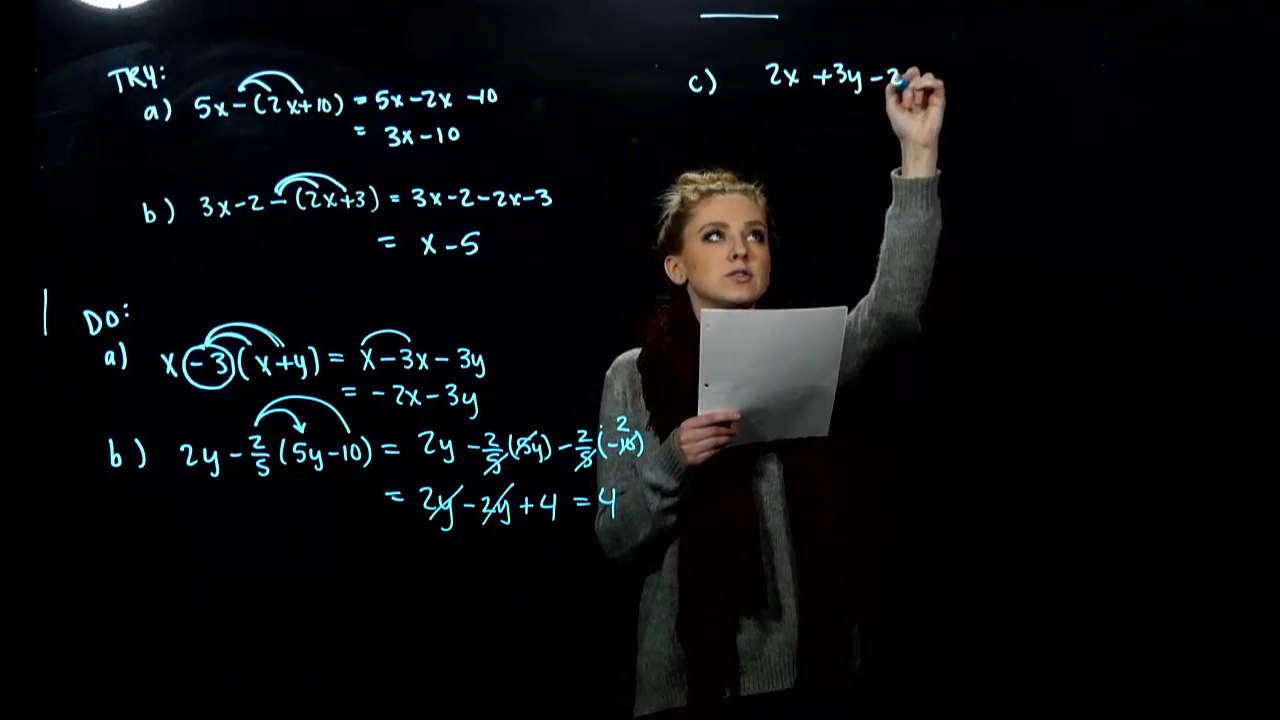 TRY:
a) 5x-(2x+10) = 5x-2x-10
= 3x-10
b) 3x-2-(2x+3) = 3x-2-2x-3
= x-5
DO:
a) x-3(x+y) = x-3x-3y
= -2x-3y
b) 2y-2/5(5y-10) = 2y-2/5(5y)-2/5(-10) 2
= 2y-2y+4 = 4
c) 2x+3y-2